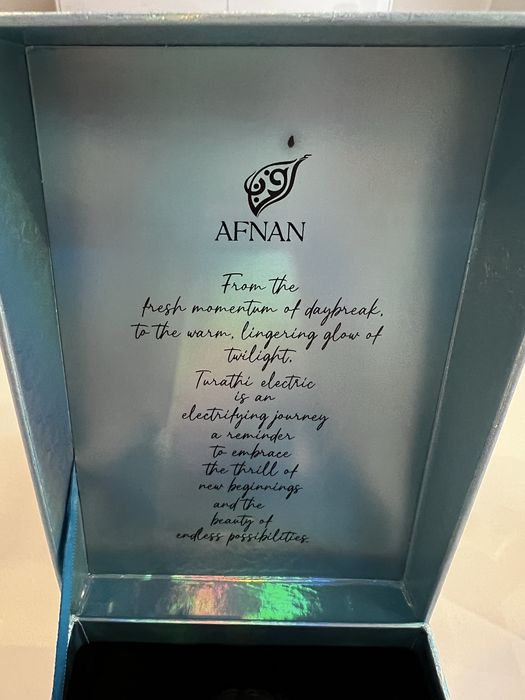 أفنان
AFNAN
From the
fresh momentum of daybreak,
to the warm, lingering glow of
twilight,
Turathi electric
is an
electrifying journey
a reminder
to embrace
the thrill of
new beginnings
and the
beauty of
endless possibilities.